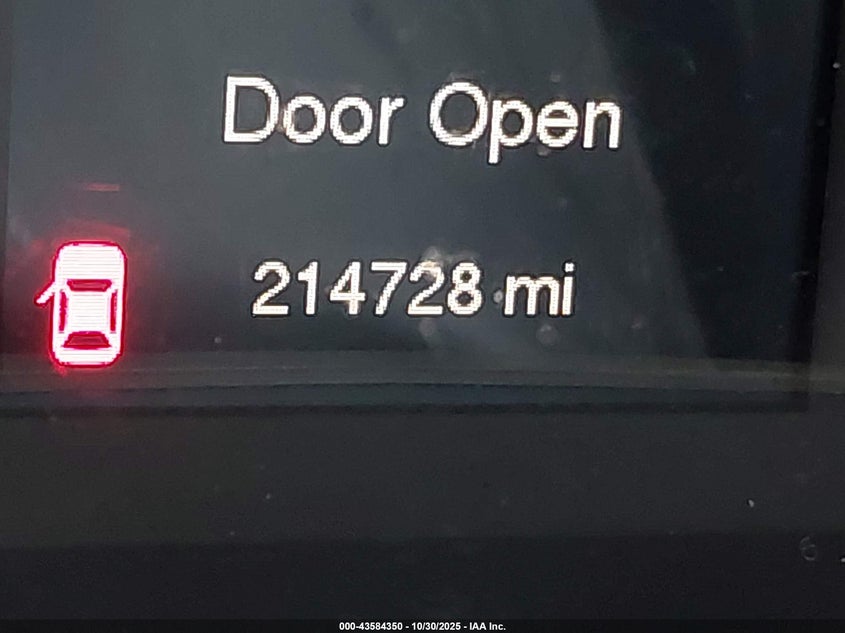 Door Open
214728 mi
000-43584350 - 10/30/2025 - IAA Inc.